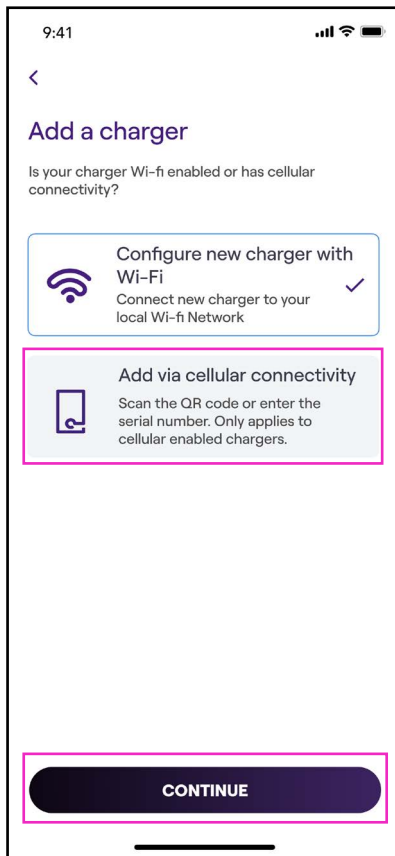 9:41
Add a charger
Is your charger Wi-fi enabled or has cellular
connectivity?
Configure new charger with
Wi-Fi
Connect new charger to your
local Wi-fi Network
Add via cellular connectivity
Scan the QR code or enter the
serial number. Only applies to
cellular enabled chargers.
CONTINUE